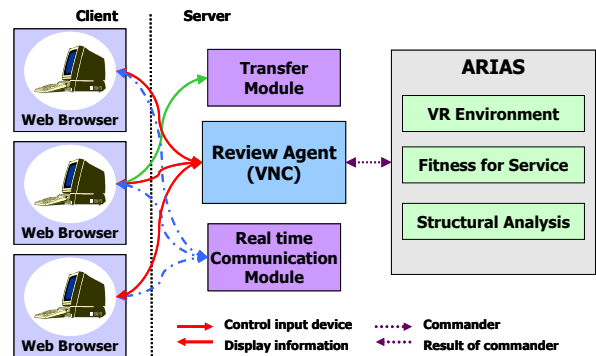 Client
Server
Web Browser
Web Browser
Web Browser
Transfer
Module
Review Agent
(VNC)
Real time
Communication
Module
ARIAS
VR Environment
Fitness for Service
Structural Analysis
Control input device
Display information
Commander
Result of commander